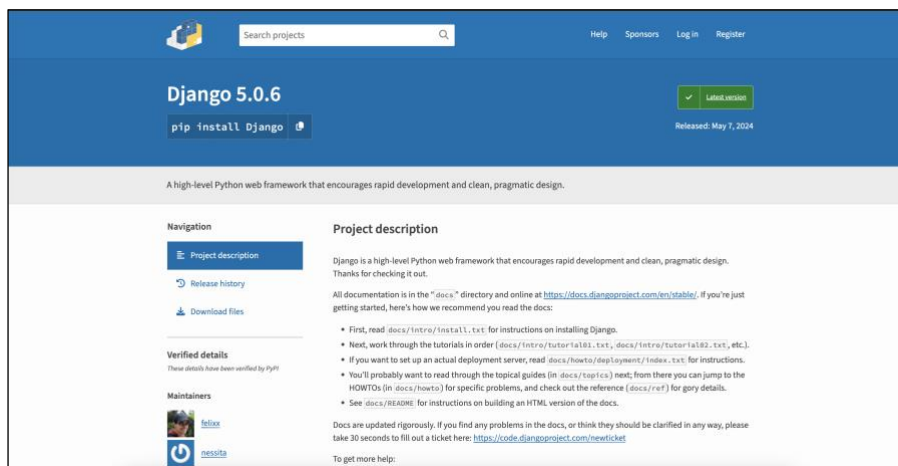 Search projects
Help Sponsors Log in Register
Django 5.0.6
pip install Django
Latest version
Released: May 7, 2024
A high-level Python web framework that encourages rapid development and clean, pragmatic design.
Navigation
Project description
Release history
Download files
Verified details
These details have been verified by PyPI
Maintainers
felixx
nessita
Project description
Django is a high-level Python web framework that encourages rapid development and clean, pragmatic design.
Thanks for checking it out.
All documentation is in the "docs" directory and online at https://docs.djangoproject.com/en/stable/. If you're just
getting started, here's how we recommend you read the docs:
• First, read docs/intro/install.txt for instructions on installing Django.
• Next, work through the tutorials in order (docs/intro/tutorial01.txt, docs/intro/tutorial02.txt, etc.).
• If you want to set up an actual deployment server, read docs/howto/deployment/index.txt for instructions.
• You'll probably want to read through the topical guides (in docs/topics) next; from there you can jump to the
HOWTOs (in docs/howto) for specific problems, and check out the reference (docs/ref) for gory details.
• See docs/README for instructions on building an HTML version of the docs.
Docs are updated rigorously. If you find any problems in the docs, or think they should be clarified in any way, please
take 30 seconds to fill out a ticket here: https://code.djangoproject.com/newticket
To get more help: